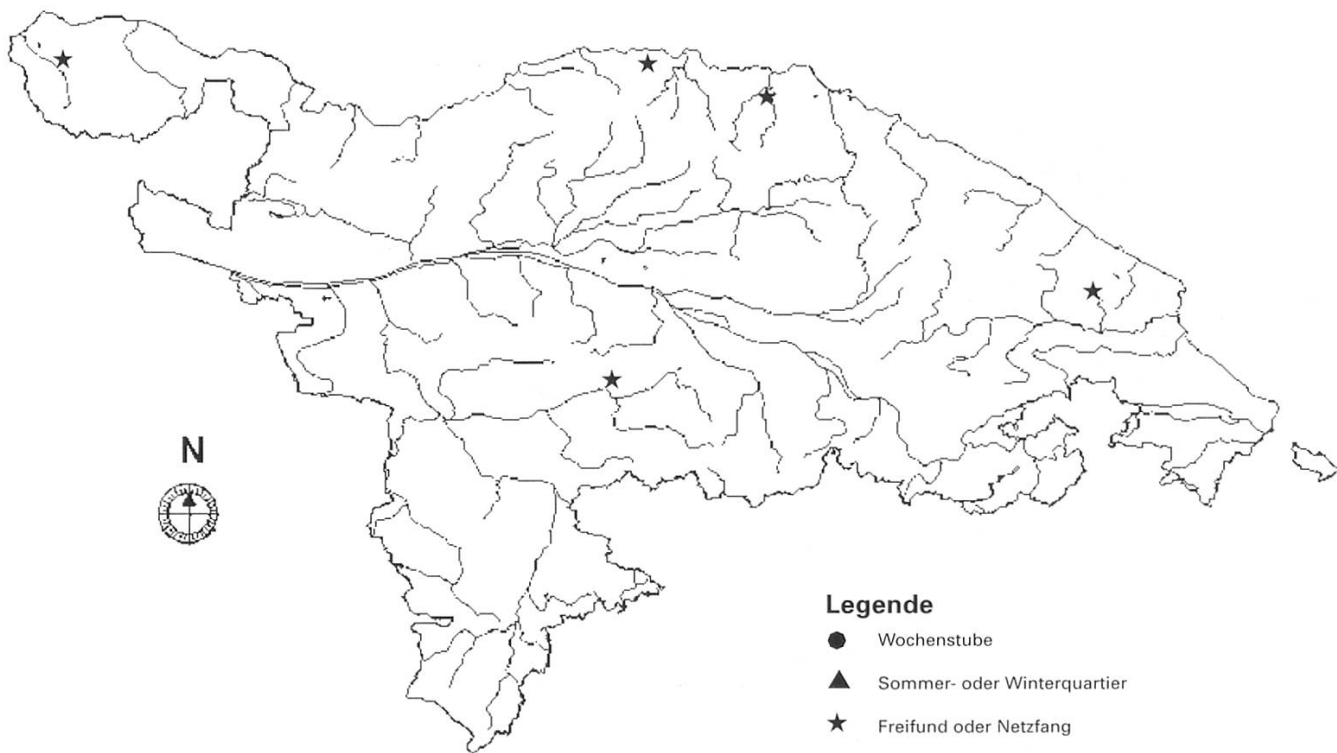 N
Legende
Wochenstube
Sommer- oder Winterquartier
Freifund oder Netzfang